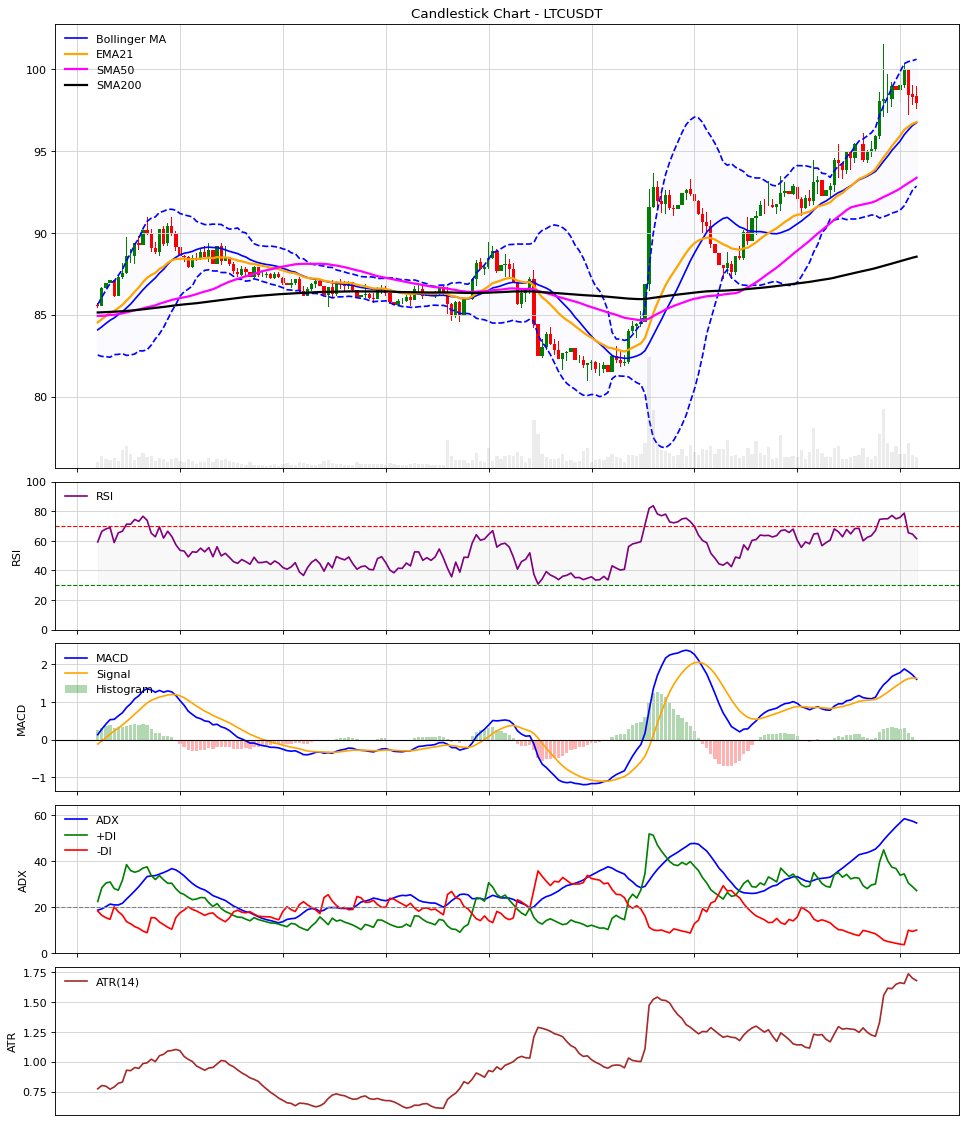 Candlestick Chart - LTCUSDT
Bollinger MA
EMA21
SMA50
SMA200
100
95
90
85
80
RSI
100
80
60
40
20
0
RSI
MACD
Signal
Histogram
2
1
0
−1
MACD
ADX
+DI
-DI
60
40
20
0
ADX
ATR(14)
1.75
1.50
1.25
1.00
0.75
ATR